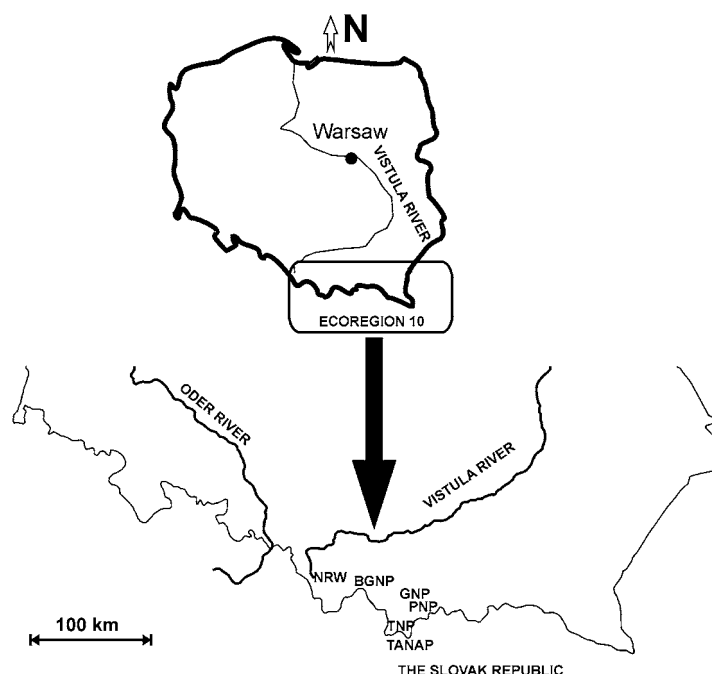 N
Warsaw
VISTULA RIVER
ECOREGION 10
ODER RIVER
VISTULA RIVER
NRW
BGNP
GNP
PNP
TNP
TANAP
100 km
THE SLOVAK REPUBLIC